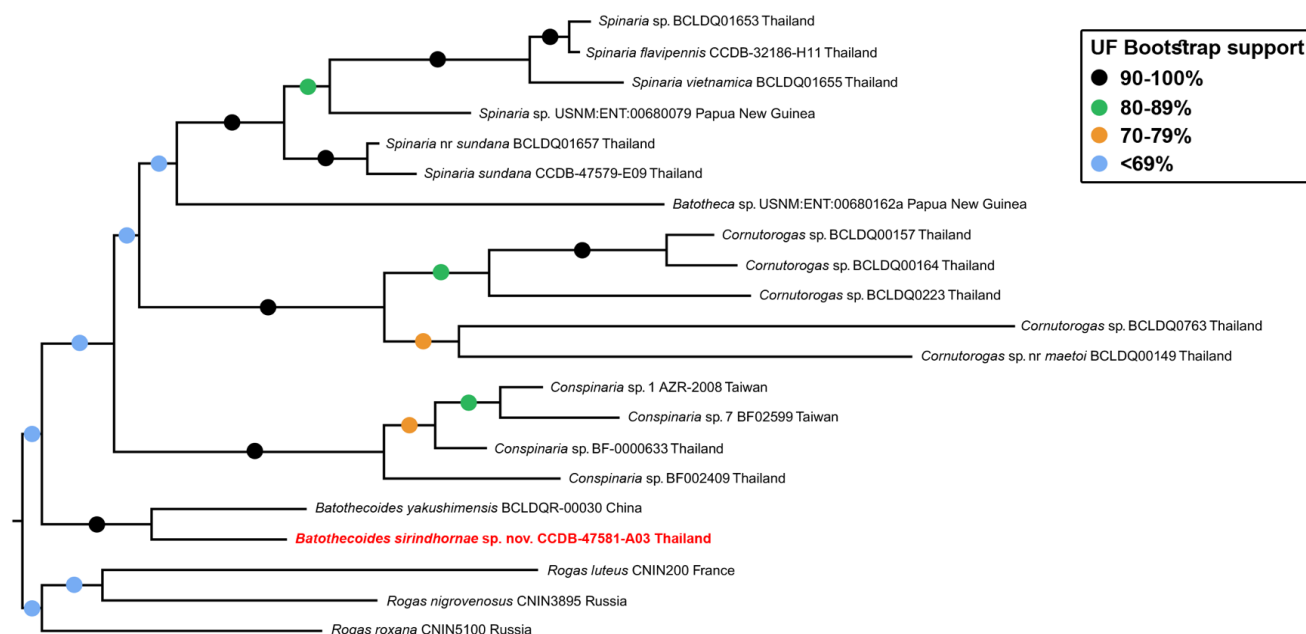 Spinaria sp. BCLDQ01653 Thailand
Spinaria flavipennis CCDB-32186-H11 Thailand
Spinaria vietnamica BCLDQ01655 Thailand
Spinaria sp. USNM:ENT:00680079 Papua New Guinea
Spinaria nr sundana BCLDQ01657 Thailand
Spinaria sundana CCDB-47579-E09 Thailand
Batotheca sp. USNM:ENT:00680162a Papua New Guinea
Cornutorogas sp. BCLDQ00157 Thailand
Cornutorogas sp. BCLDQ00164 Thailand
Cornutorogas sp. BCLDQ0223 Thailand
Cornutorogas sp. BCLDQ0763 Thailand
Cornutorogas sp. nr maetoi BCLDQ00149 Thailand
Conspinaria sp. 1 AZR-2008 Taiwan
Conspinaria sp. 7 BF02599 Taiwan
Conspinaria sp. BF-0000633 Thailand
Conspinaria sp. BF002409 Thailand
Batothecoides yakushimensis BCLDQR-00030 China
Batothecoides sirindhornae sp. nov. CCDB-47581-A03 Thailand
Rogas luteus CNIN200 France
Rogas nigrovenosus CNIN3895 Russia
Rogas roxana CNIN5100 Russia
UF Bootstrap support
90-100%
80-89%
70-79%
<69%